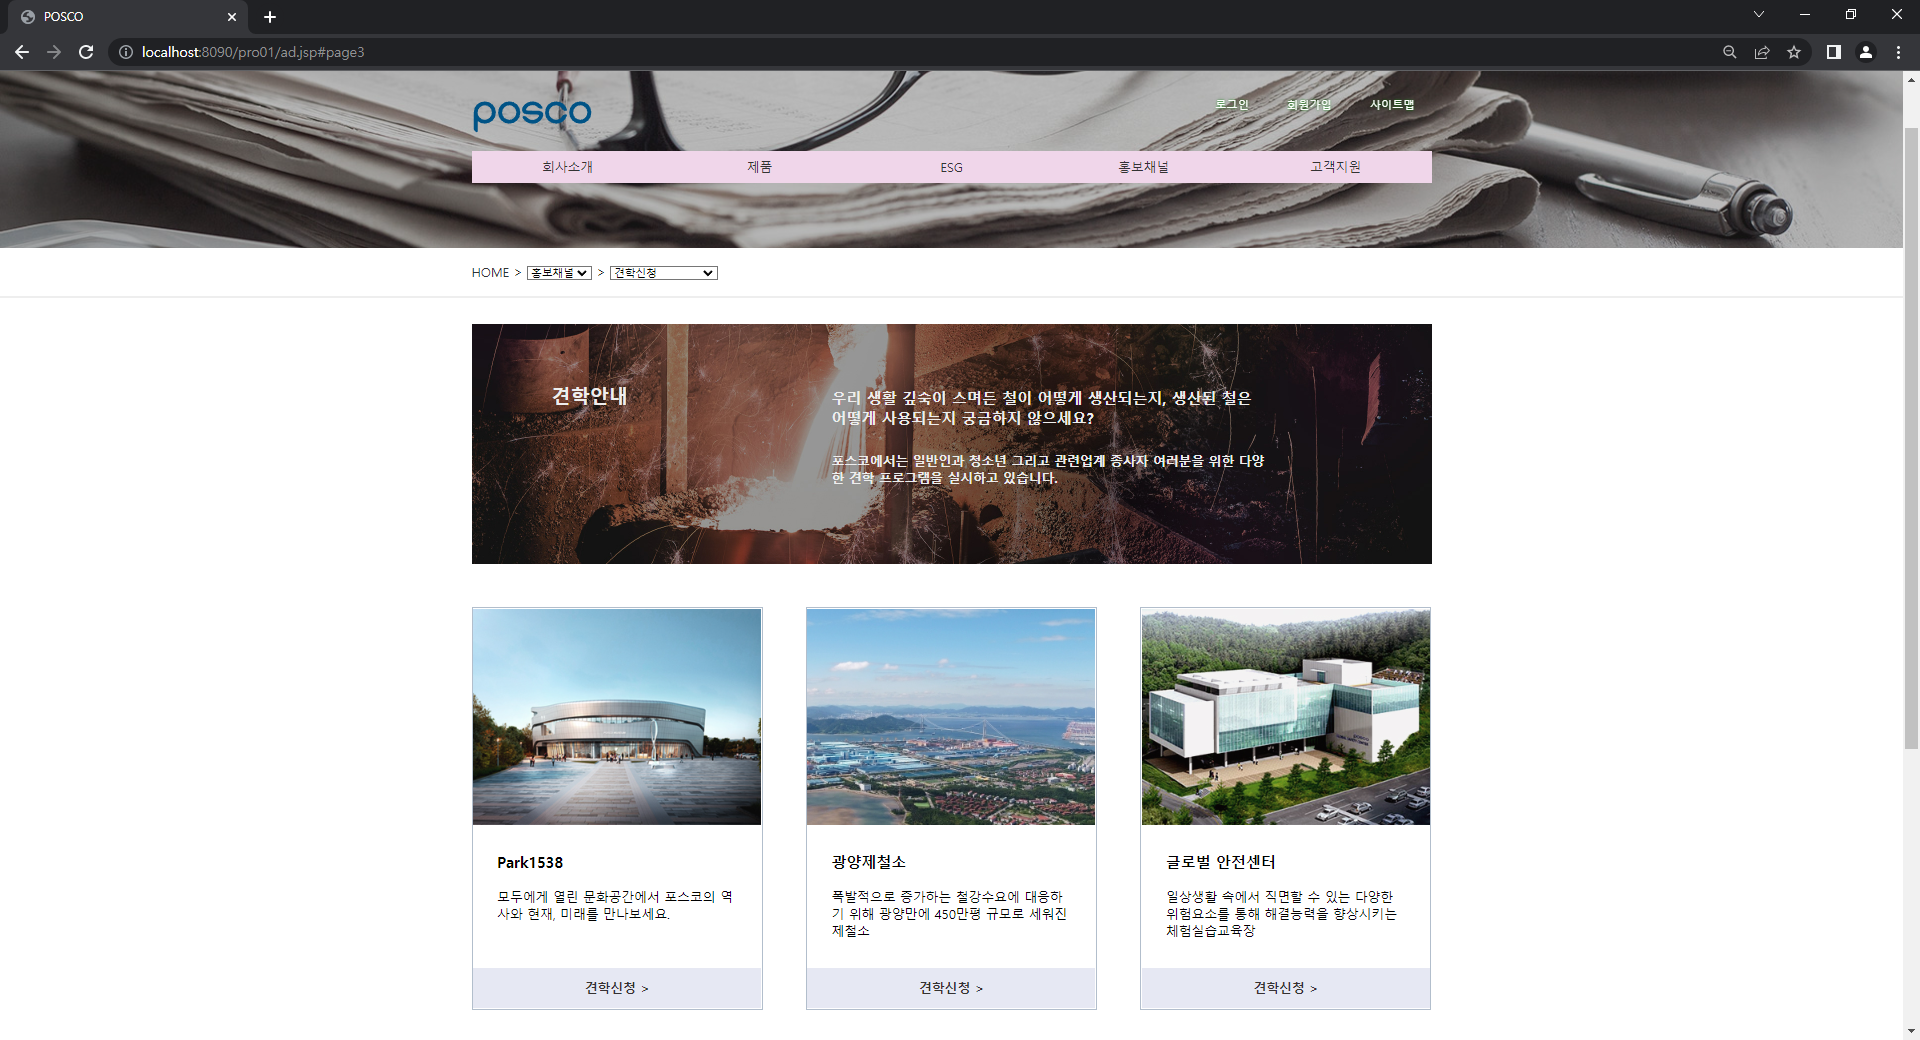 POSCO
localhost:8090/pro01/ad.jsp#page3
posco
로그인 회원가입 사이트맵
회사소개 제품 ESG 홍보채널 고객지원
HOME > 홍보채널 > 견학신청
견학안내
우리 생활 깊숙이 스며든 철이 어떻게 생산되는지, 생산된 철은
어떻게 사용되는지 궁금하지 않으세요?
포스코에서는 일반인과 청소년 그리고 관련업계 종사자 여러분을 위한 다양
한 견학 프로그램을 실시하고 있습니다.
Park1538
모두에게 열린 문화공간에서 포스코의 역
사와 현재, 미래를 만나보세요.
견학신청 >
광양제철소
폭발적으로 증가하는 철강수요에 대응하
기 위해 광양만에 450만평 규모로 세워진
제철소
견학신청 >
글로벌 안전센터
일상생활 속에서 직면할 수 있는 다양한
위험요소를 통해 해결능력을 향상시키는
체험실습교육장
견학신청 >